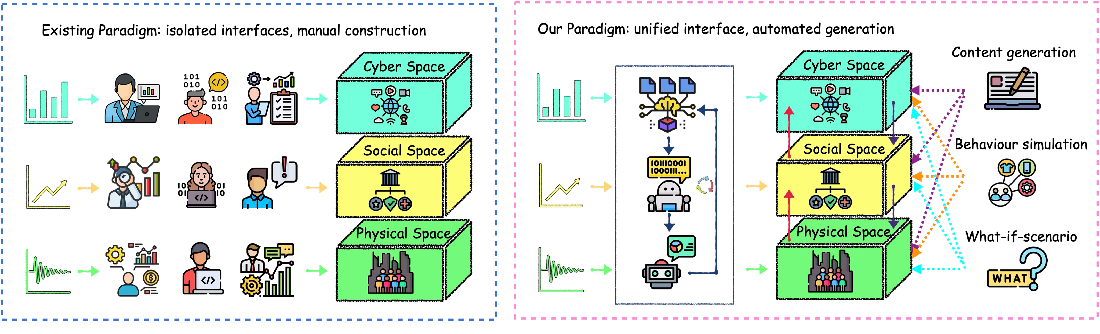 Existing Paradigm: isolated interfaces, manual construction
Cyber Space
101
010
101
010
Social Space
Physical Space
Our Paradigm: unified interface, automated generation
Cyber Space
Social Space
Physical Space
Content generation
Behaviour simulation
What-if-scenario
WHAT